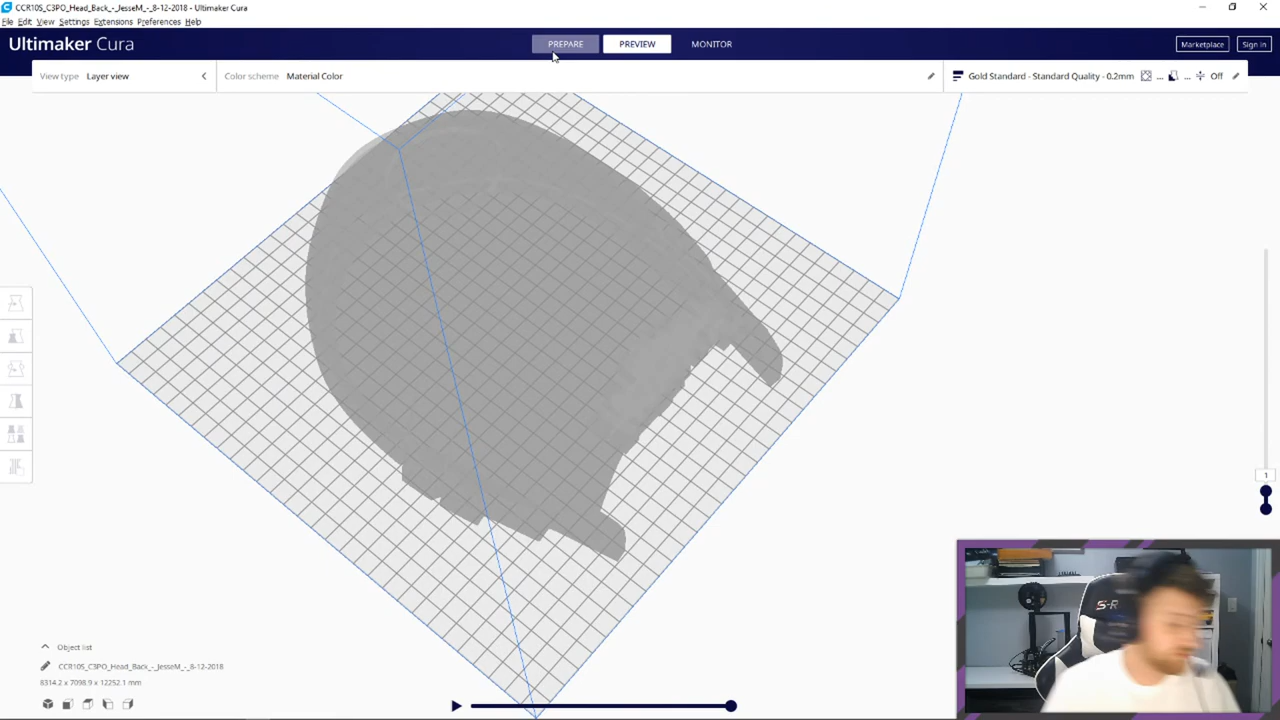 CCR10S_C3PO_Head_Back_-_JesseM_-_8-12-2018 - Ultimaker Cura
File Edit View Settings Extensions Preferences Help
Ultimaker Cura
PREPARE PREVIEW MONITOR
Marketplace Sign in
View type Layer view Color scheme Material Color Gold Standard - Standard Quality - 0.2mm ... ... Off
1
S-R
Object list
CCR10S_C3PO_Head_Back_-_JesseM_-_8-12-2018
8314.2 x 7098.9 x 12252.1 mm